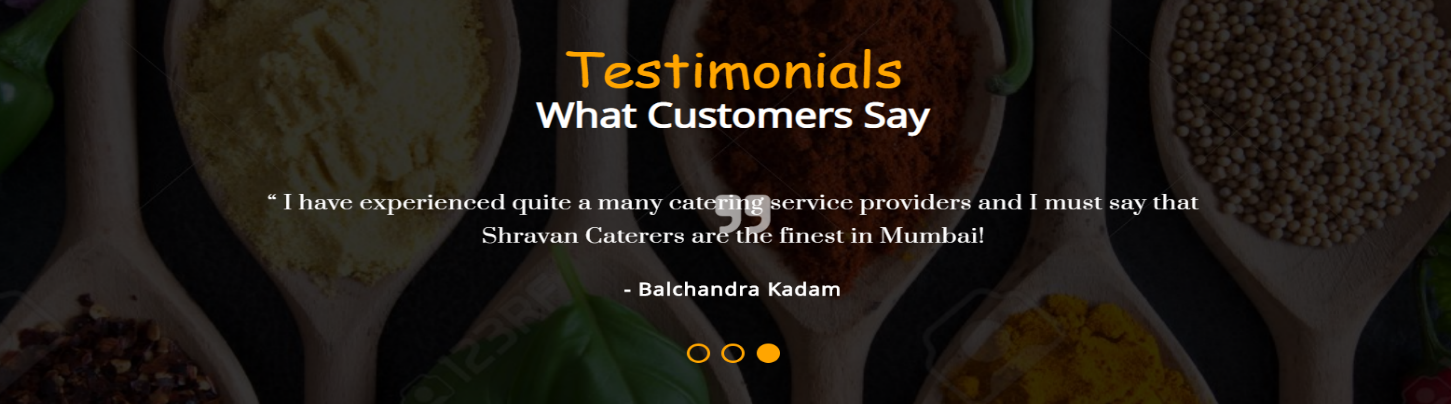 Testimonials
What Customers Say
“ I have experienced quite a many catering service providers and I must say that
Shravan Caterers are the finest in Mumbai!
- Balchandra Kadam
123RF